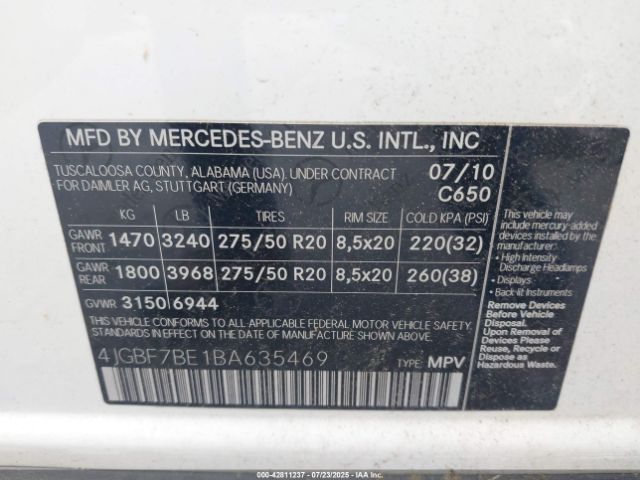 MFD BY MERCEDES-BENZ U.S. INTL., INC
TUSCALOOSA COUNTY, ALABAMA (USA), UNDER CONTRACT
FOR DAIMLER AG, STUTTGART (GERMANY)
07/10
C650
KG LB TIRES RIM SIZE COLD KPA (PSI)
GAWR FRONT 1470 3240 275/50 R20 8,5x20 220(32)
GAWR REAR 1800 3968 275/50 R20 8,5x20 260(38)
GVWR 3150 6944
THIS VEHICLE CONFORMS TO ALL APPLICABLE FEDERAL MOTOR VEHICLE SAFETY
STANDARDS IN EFFECT ON THE DATE OF MANUFACTURE SHOWN ABOVE.
4JGBF7BE1BA635469 TYPE: MPV
This vehicle may
include mercury-added
devices installed by the
manufacturer:
• High Intensity
Discharge Headlamps
• Displays
• Back-lit Instruments
Remove Devices
Before Vehicle
Disposal.
Upon Removal of
Devices Please
Reuse, Recycle or
Dispose as
Hazardous Waste.
000-42811237 - 07/23/2025 - IAAI.COM